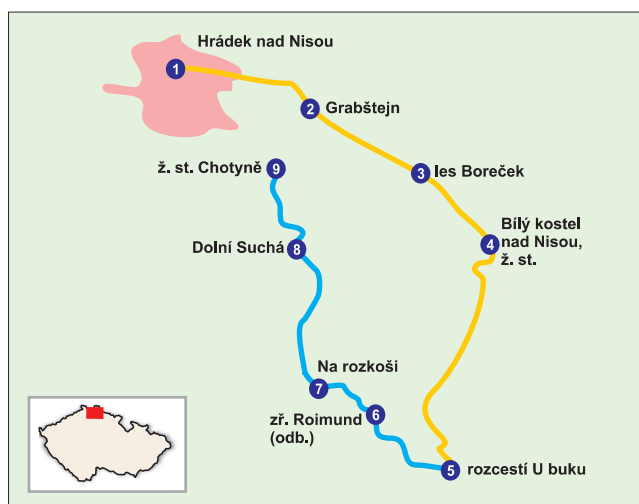 Hrádek nad Nisou
1
2
Grabštejn
ž. st. Chotyně
9
3
les Boreček
Dolní Suchá
8
4
Bílý kostel
nad Nisou,
ž. st.
Na rozkoši
7
zř. Roimund
(odb.)
6
5
rozcestí U buku